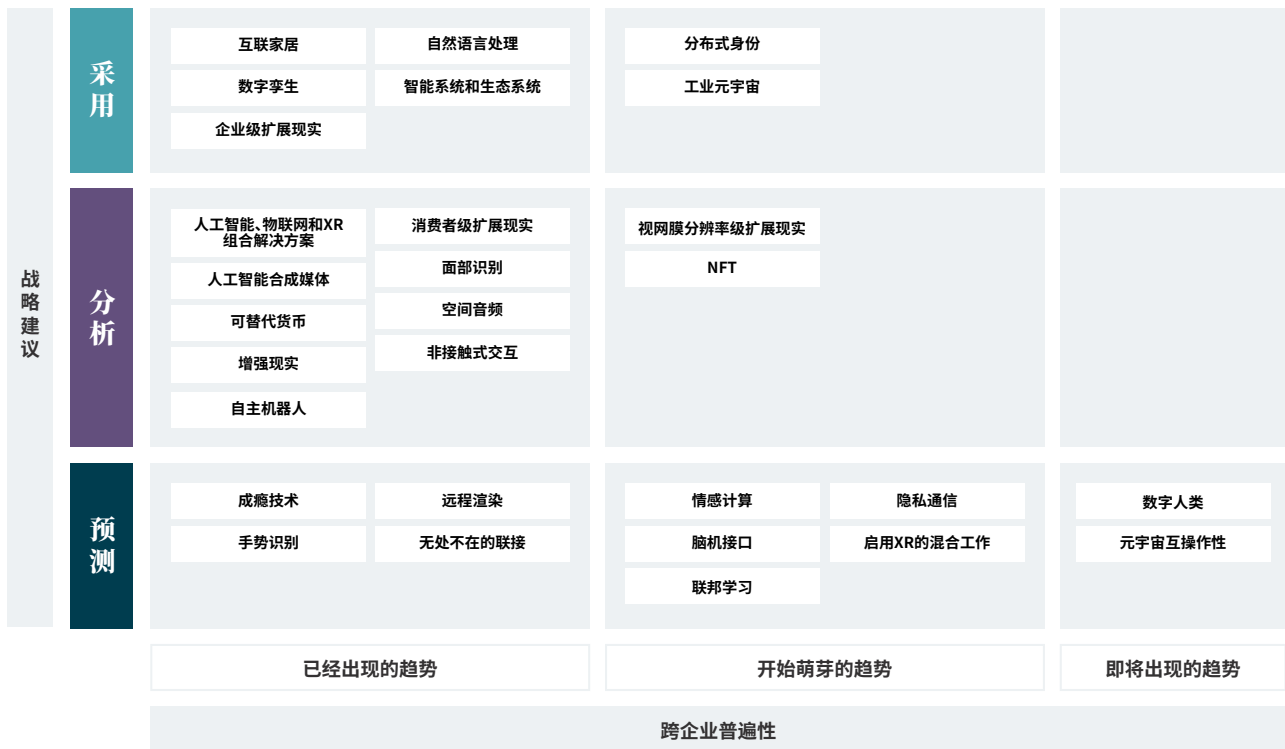 战略建议
采用
互联家居
自然语言处理
数字孪生
智能系统和生态系统
企业级扩展现实
分布式身份
工业元宇宙
分析
人工智能、物联网和XR
组合解决方案
消费者级扩展现实
人工智能合成媒体
面部识别
可替代货币
空间音频
增强现实
非接触式交互
自主机器人
视网膜分辨率级扩展现实
NFT
预测
成瘾技术
远程渲染
手势识别
无处不在的联接
情感计算
隐私通信
脑机接口
启用XR的混合工作
联邦学习
数字人类
元宇宙互操作性
已经出现的趋势
开始萌芽的趋势
即将出现的趋势
跨企业普遍性